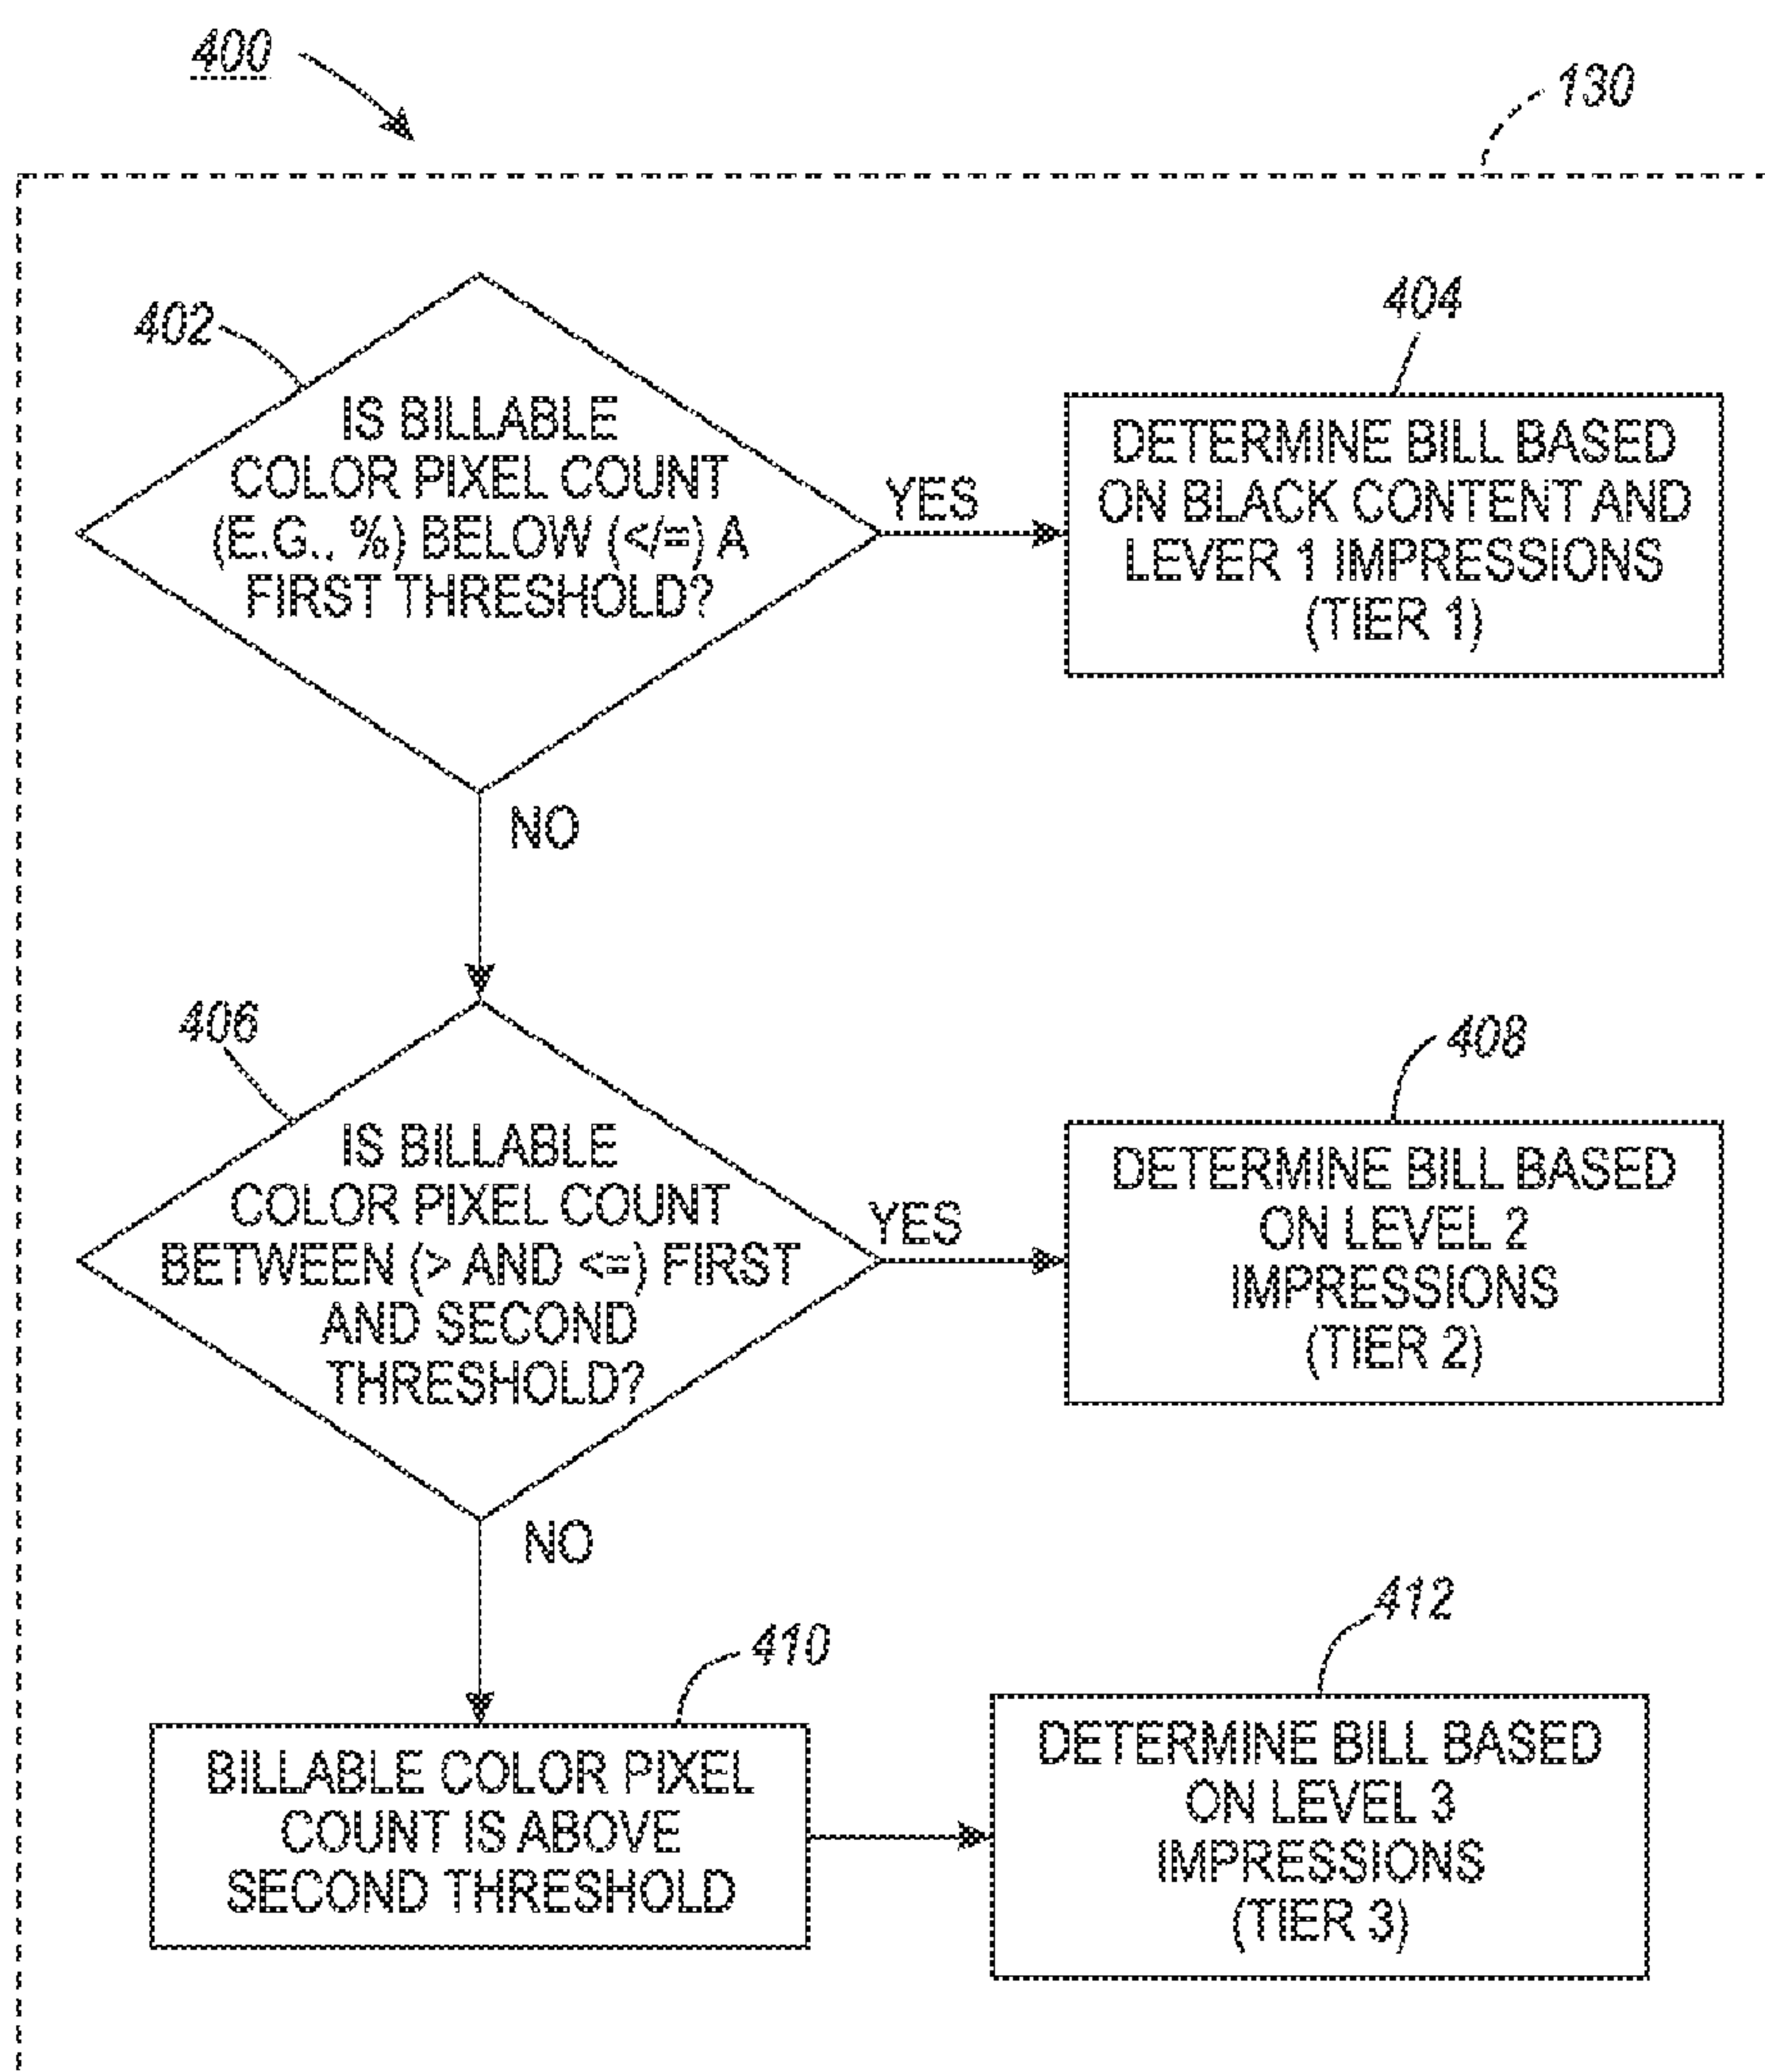 400
130
402
IS BILLABLE
COLOR PIXEL COUNT
(E.G., %) BELOW (</=) A
FIRST THRESHOLD?
YES
404
DETERMINE BILL BASED
ON BLACK CONTENT AND
LEVER 1 IMPRESSIONS
(TIER 1)
NO
406
IS BILLABLE
COLOR PIXEL COUNT
BETWEEN (> AND <=) FIRST
AND SECOND
THRESHOLD?
YES
408
DETERMINE BILL BASED
ON LEVEL 2
IMPRESSIONS
(TIER 2)
NO
410
BILLABLE COLOR PIXEL
COUNT IS ABOVE
SECOND THRESHOLD
412
DETERMINE BILL BASED
ON LEVEL 3
IMPRESSIONS
(TIER 3)